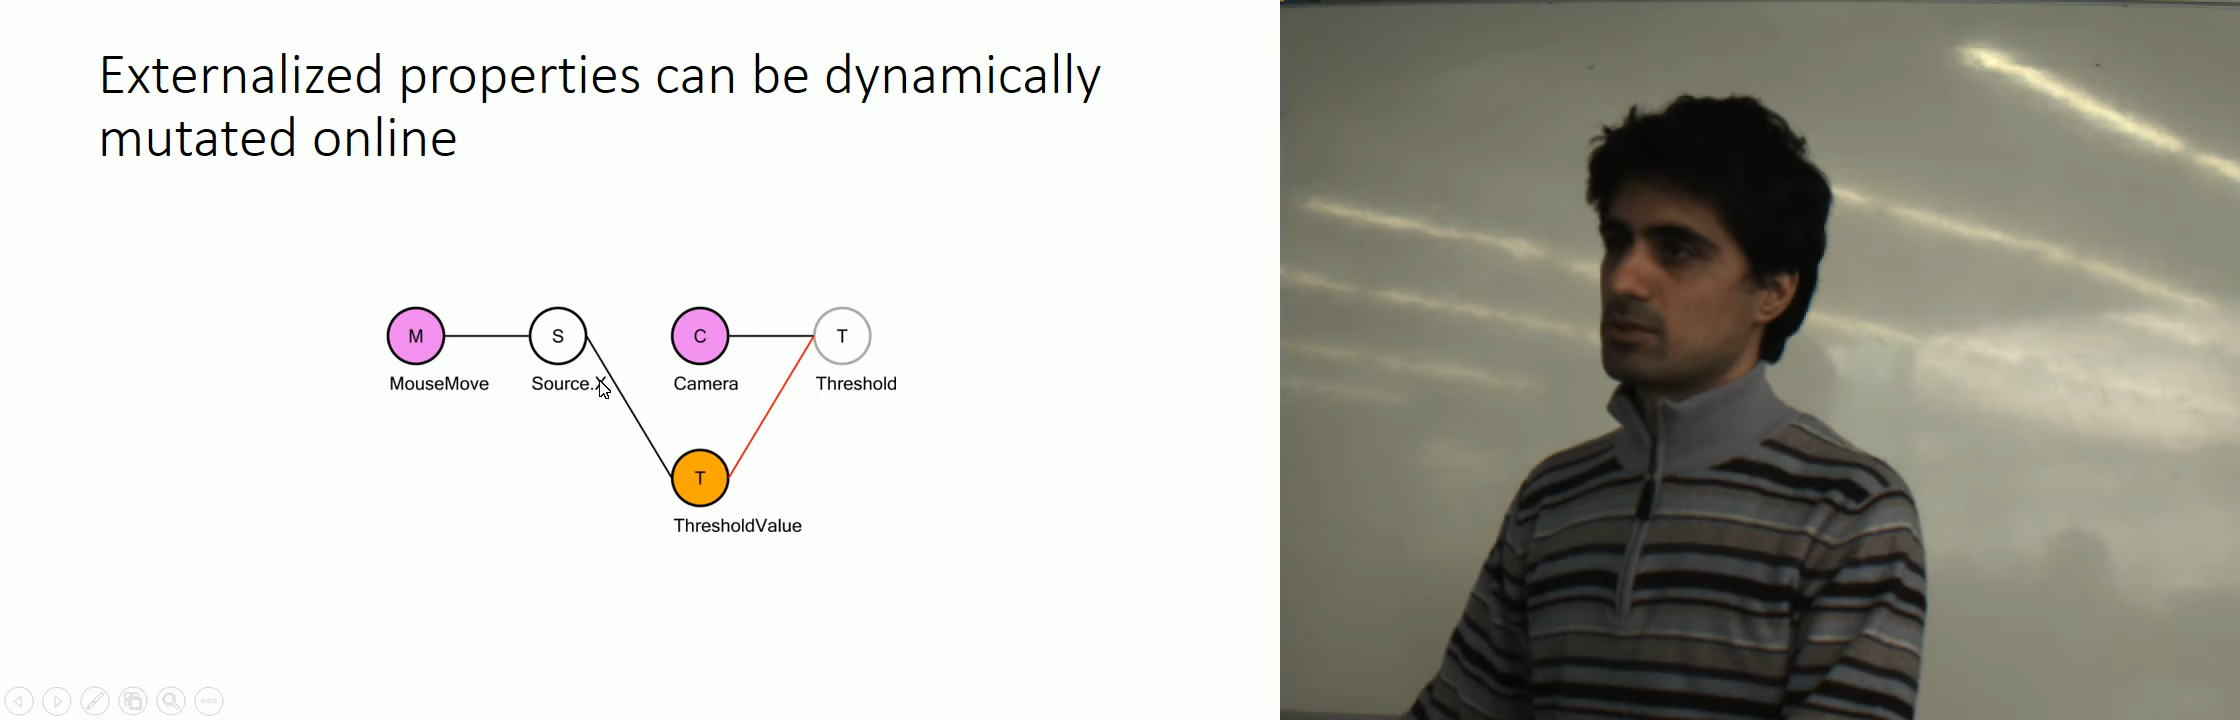 Externalized properties can be dynamically
mutated online
M
S
C
T
MouseMove
Source.X
Camera
Threshold
T
ThresholdValue